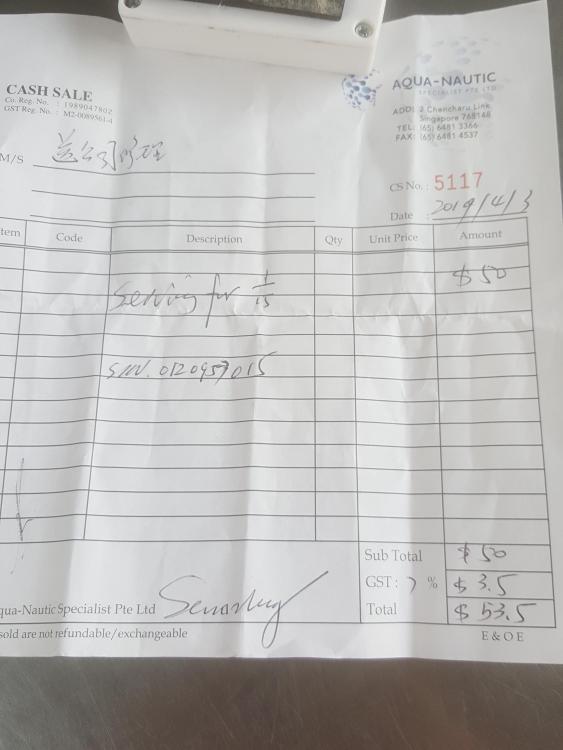 CASH SALE
Co. Reg. No. : 198904780Z
GST Reg. No. : M2-0089561-4
AQUA-NAUTIC
SPECIALIST PTE LTD
ADD: 2 Chencharu Link
Singapore 768148
TEL: (65) 6481 3366
FAX: (65) 6481 4537
M/S
CS No. : 5117
Date : 2019/4/3
tem Code Description Qty Unit Price Amount
Serving for 1/15 $50
S/N. 0120957015
Sub Total $50
GST: 7 % $3.5
Total $53.5
qua-Nautic Specialist Pte Ltd
sold are not refundable/exchangeable
E & O E